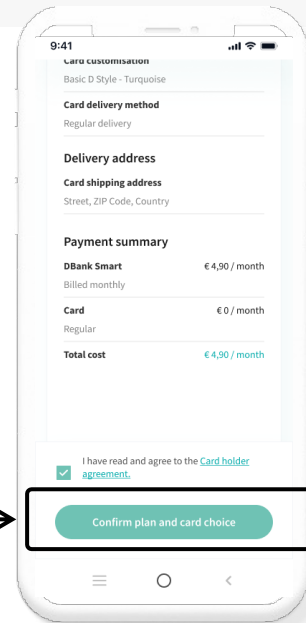 9:41
Card customisation
Basic D Style - Turquoise
Card delivery method
Regular delivery
Delivery address
Card shipping address
Street, ZIP Code, Country
Payment summary
DBank Smart € 4,90 / month
Billed monthly
Card € 0 / month
Regular
Total cost € 4,90 / month
I have read and agree to the Card holder
agreement.
Confirm plan and card choice